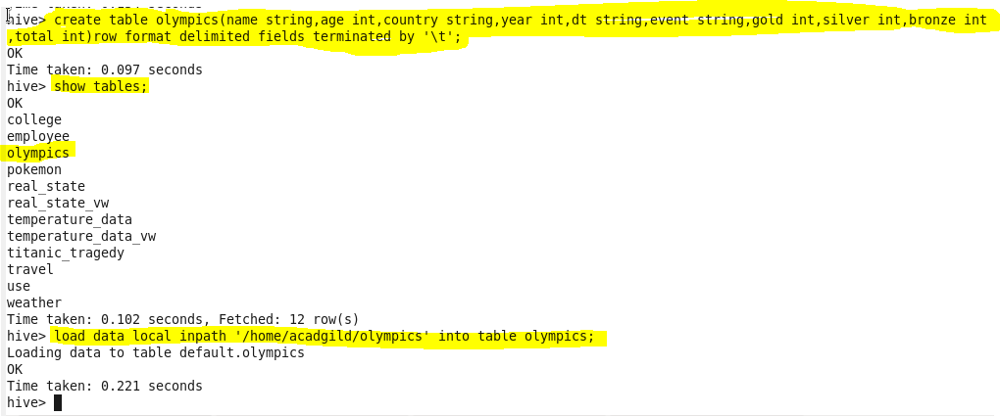 hive> create table olympics(name string,age int,country string,year int,dt string,event string,gold int,silver int,bronze int
,total int)row format delimited fields terminated by '\t';
OK
Time taken: 0.097 seconds
hive> show tables;
OK
college
employee
olympics
pokemon
real_state
real_state_vw
temperature_data
temperature_data_vw
titanic_tragedy
travel
use
weather
Time taken: 0.102 seconds, Fetched: 12 row(s)
hive> load data local inpath '/home/acadgild/olympics' into table olympics;
Loading data to table default.olympics
OK
Time taken: 0.221 seconds
hive>